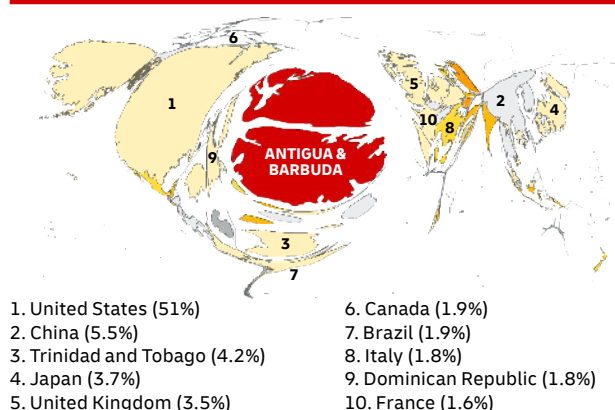 6
1
5
2
4
10
8
9
ANTIGUA &
BARBUDA
3
7
1. United States (51%)
2. China (5.5%)
3. Trinidad and Tobago (4.2%)
4. Japan (3.7%)
5. United Kingdom (3.5%)
6. Canada (1.9%)
7. Brazil (1.9%)
8. Italy (1.8%)
9. Dominican Republic (1.8%)
10. France (1.6%)